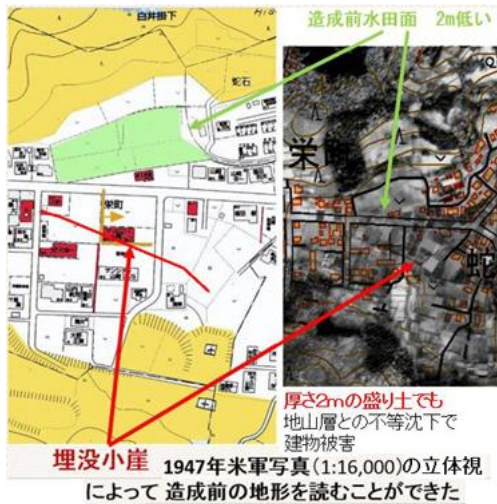 白井掛下
造成前水田面 2m低い
蛇石
栄町
栄
蛇
厚さ2mの盛り土でも
地山層との不等沈下で
建物被害
埋没小崖
1947年米軍写真(1:16,000)の立体視
によって 造成前の地形を読むことができた